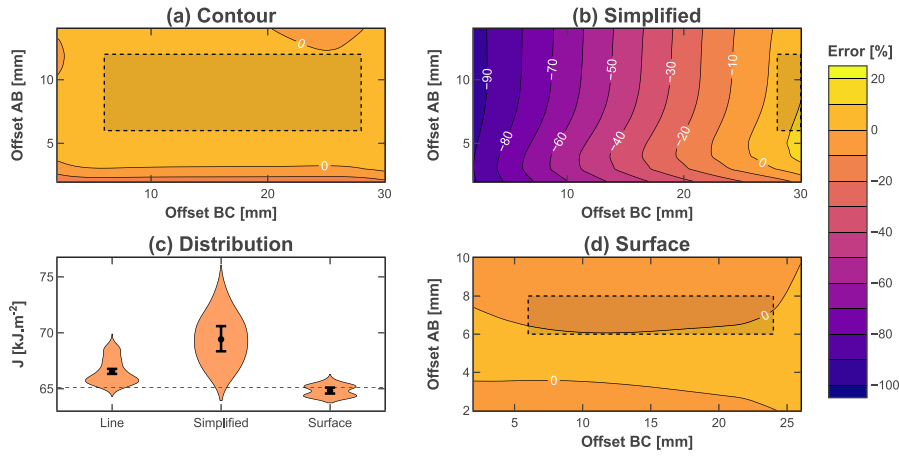 (a) Contour
Offset AB [mm]
10
5
0
0
10
20
30
Offset BC [mm]
(b) Simplified
Offset AB [mm]
10
5
−90
−80
−70
−60
−50
−40
−30
−20
−10
0
10
20
30
Offset BC [mm]
Error [%]
20
0
−20
−40
−60
−80
−100
(c) Distribution
J [kJ.m-2]
75
70
65
Line
Simplified
Surface
(d) Surface
Offset AB [mm]
10
8
6
4
2
0
0
5
10
15
20
25
Offset BC [mm]